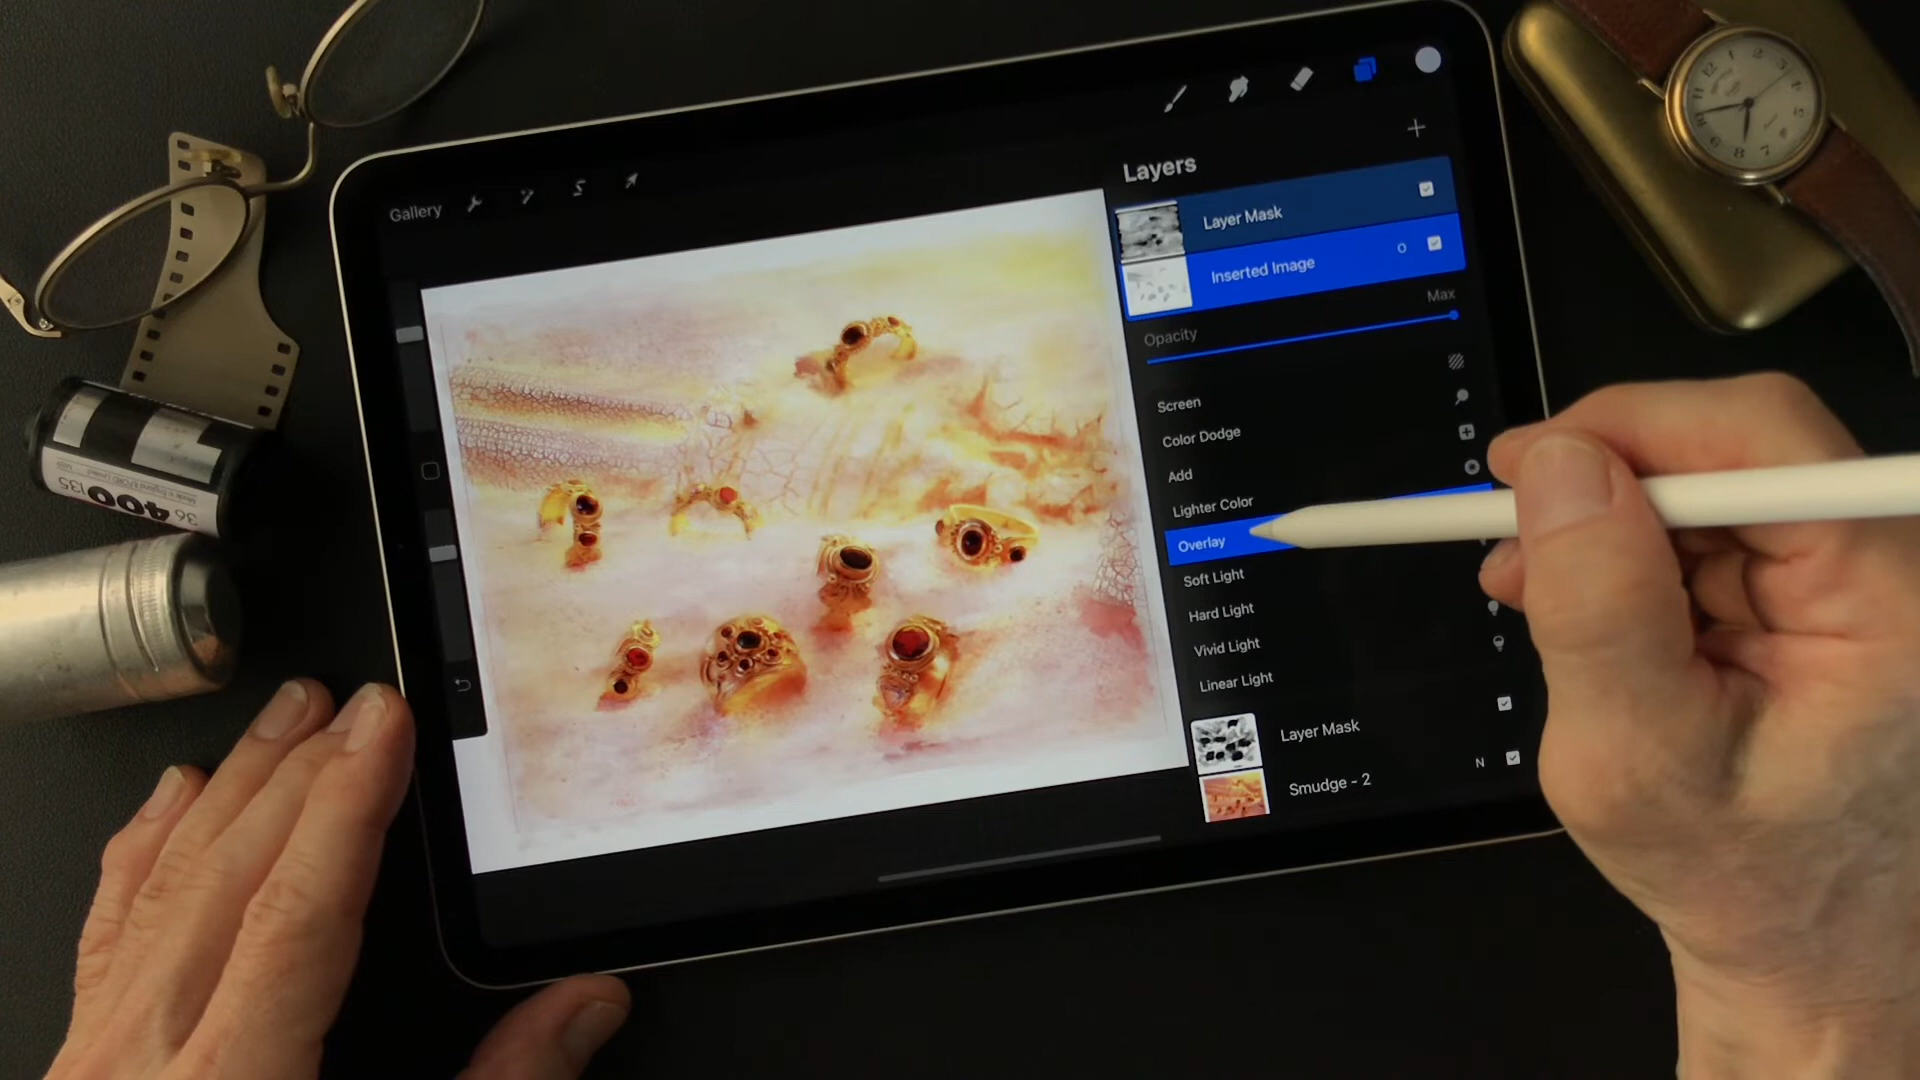 Gallery
Layers
Layer Mask
Inserted Image
O
Max
Opacity
Screen
Color Dodge
Add
Lighter Color
Overlay
Soft Light
Hard Light
Vivid Light
Linear Light
Layer Mask
Smudge - 2
N
400
36
135